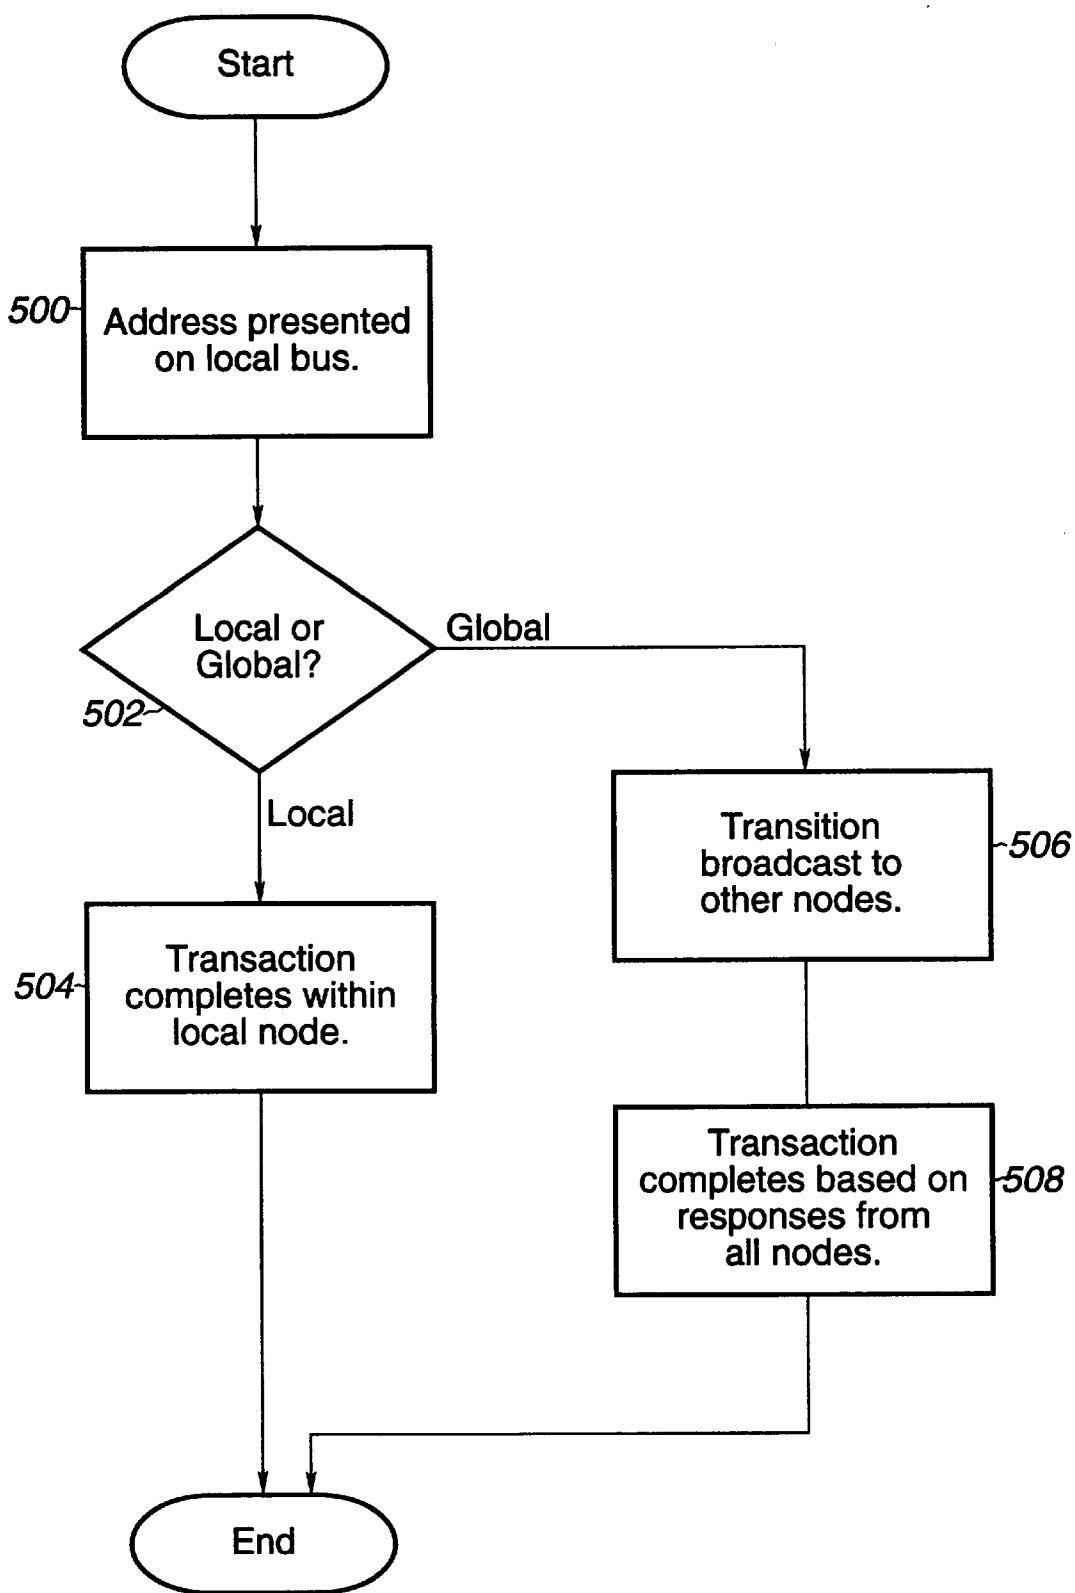 Start
500
Address presented
on local bus.
Local or
Global?
Global
502
Local
Transition
broadcast to
other nodes.
506
504
Transaction
completes within
local node.
Transaction
completes based on
responses from
all nodes.
508
End